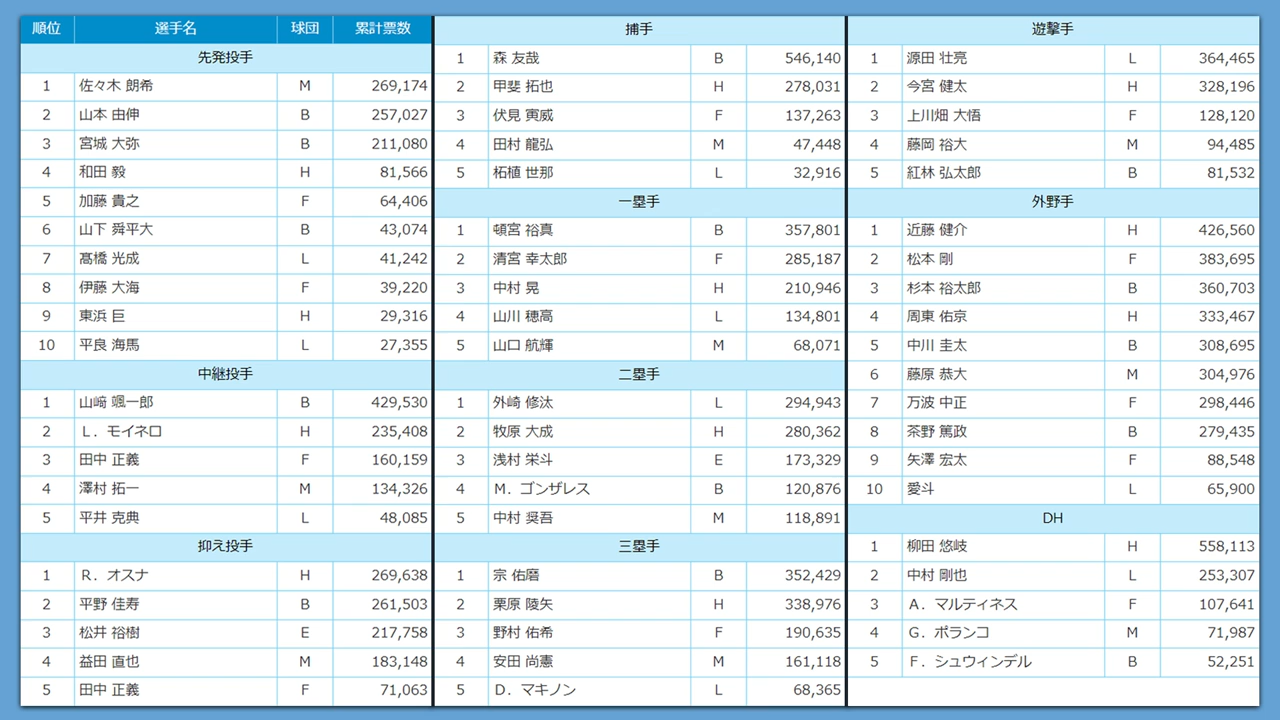 順位 選手名 球団 累計票数
先発投手
1 佐々木 朗希 M 269,174
2 山本 由伸 B 257,027
3 宮城 大弥 B 211,080
4 和田 毅 H 81,566
5 加藤 貴之 F 64,406
6 山下 舜平大 B 43,074
7 髙橋 光成 L 41,242
8 伊藤 大海 F 39,220
9 東浜 巨 H 29,316
10 平良 海馬 L 27,355
中継投手
1 山﨑 颯一郎 B 429,530
2 L．モイネロ H 235,408
3 田中 正義 F 160,159
4 澤村 拓一 M 134,326
5 平井 克典 L 48,085
抑え投手
1 R．オスナ H 269,638
2 平野 佳寿 B 261,503
3 松井 裕樹 E 217,758
4 益田 直也 M 183,148
5 田中 正義 F 71,063
捕手
1 森 友哉 B 546,140
2 甲斐 拓也 H 278,031
3 伏見 寅威 F 137,263
4 田村 龍弘 M 47,448
5 柘植 世那 L 32,916
一塁手
1 頓宮 裕真 B 357,801
2 清宮 幸太郎 F 285,187
3 中村 晃 H 210,946
4 山川 穂高 L 134,801
5 山口 航輝 M 68,071
二塁手
1 外崎 修汰 L 294,943
2 牧原 大成 H 280,362
3 浅村 栄斗 E 173,329
4 M．ゴンザレス B 120,876
5 中村 奨吾 M 118,891
三塁手
1 宗 佑磨 B 352,429
2 栗原 陵矢 H 338,976
3 野村 佑希 F 190,635
4 安田 尚憲 M 161,118
5 D．マキノン L 68,365
遊撃手
1 源田 壮亮 L 364,465
2 今宮 健太 H 328,196
3 上川畑 大悟 F 128,120
4 藤岡 裕大 M 94,485
5 紅林 弘太郎 B 81,532
外野手
1 近藤 健介 H 426,560
2 松本 剛 F 383,695
3 杉本 裕太郎 B 360,703
4 周東 佑京 H 333,467
5 中川 圭太 B 308,695
6 藤原 恭大 M 304,976
7 万波 中正 F 298,446
8 茶野 篤政 B 279,435
9 矢澤 宏太 F 88,548
10 愛斗 L 65,900
DH
1 柳田 悠岐 H 558,113
2 中村 剛也 L 253,307
3 A．マルティネス F 107,641
4 G．ポランコ M 71,987
5 F．シュウィンデル B 52,251